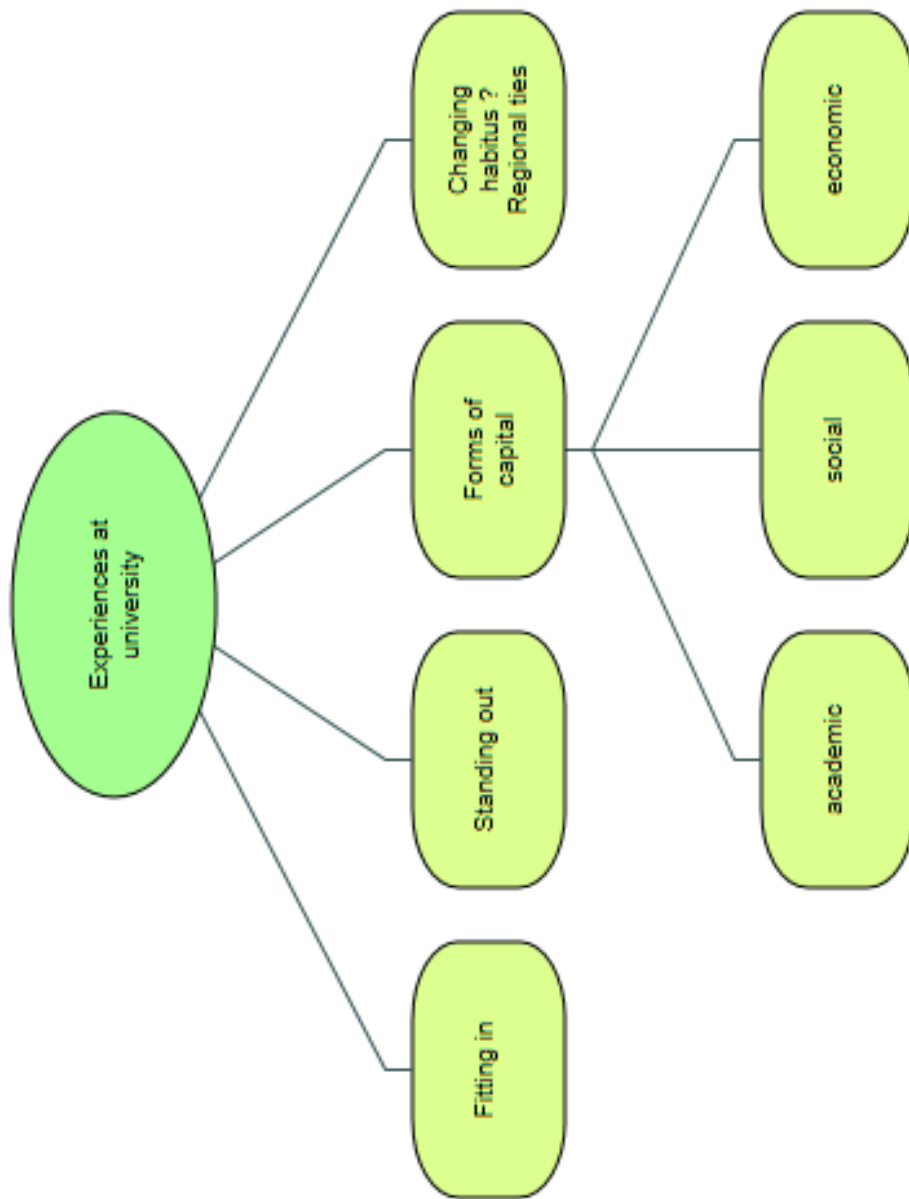 Experiences at
university
Fitting in
Standing out
Forms of
capital
Changing
habitus ?
Regional ties
academic
social
economic